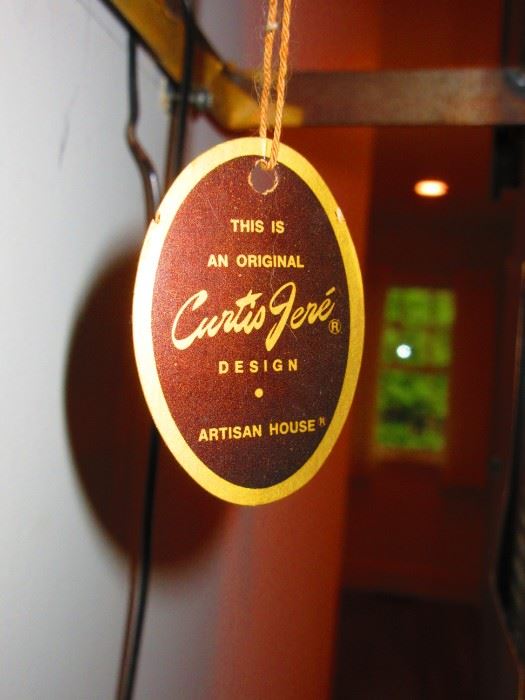 THIS IS
AN ORIGINAL
Curtis Jeré®
DESIGN
•
ARTISAN HOUSE®